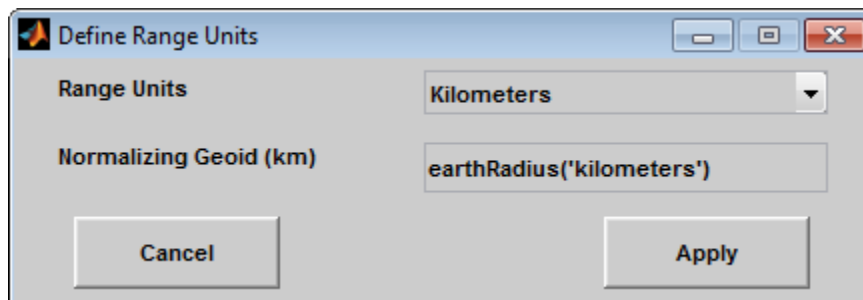 Define Range Units
Range Units
Kilometers
Normalizing Geoid (km)
earthRadius('kilometers')
Cancel
Apply